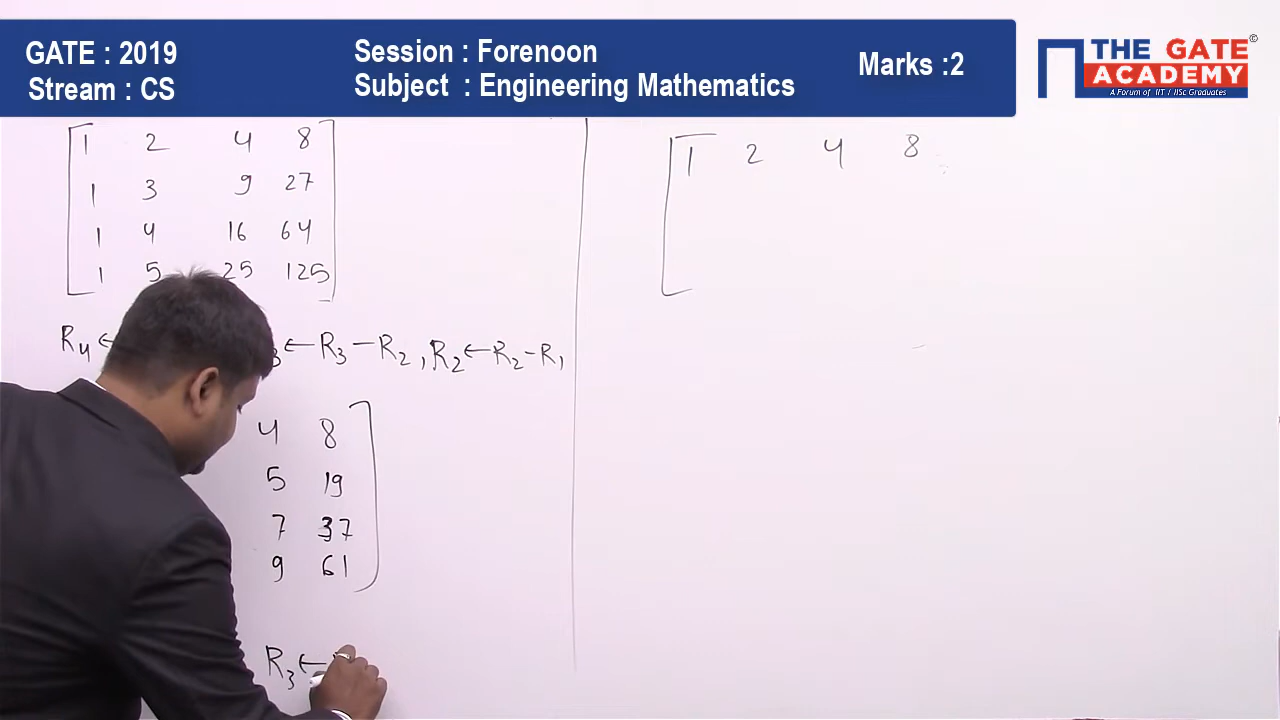 GATE : 2019
Stream : CS
Session : Forenoon
Subject : Engineering Mathematics
Marks :2
THE GATE
ACADEMY
©
A Forum of IIT / IISc Graduates
1 2 4 8
1 3 9 27
1 4 16 64
1 5 25 125
R4 ← 3 ← R3 − R2 , R2 ← R2 − R1
4 8
5 19
7 37
9 61
R3 ←
1 2 4 8